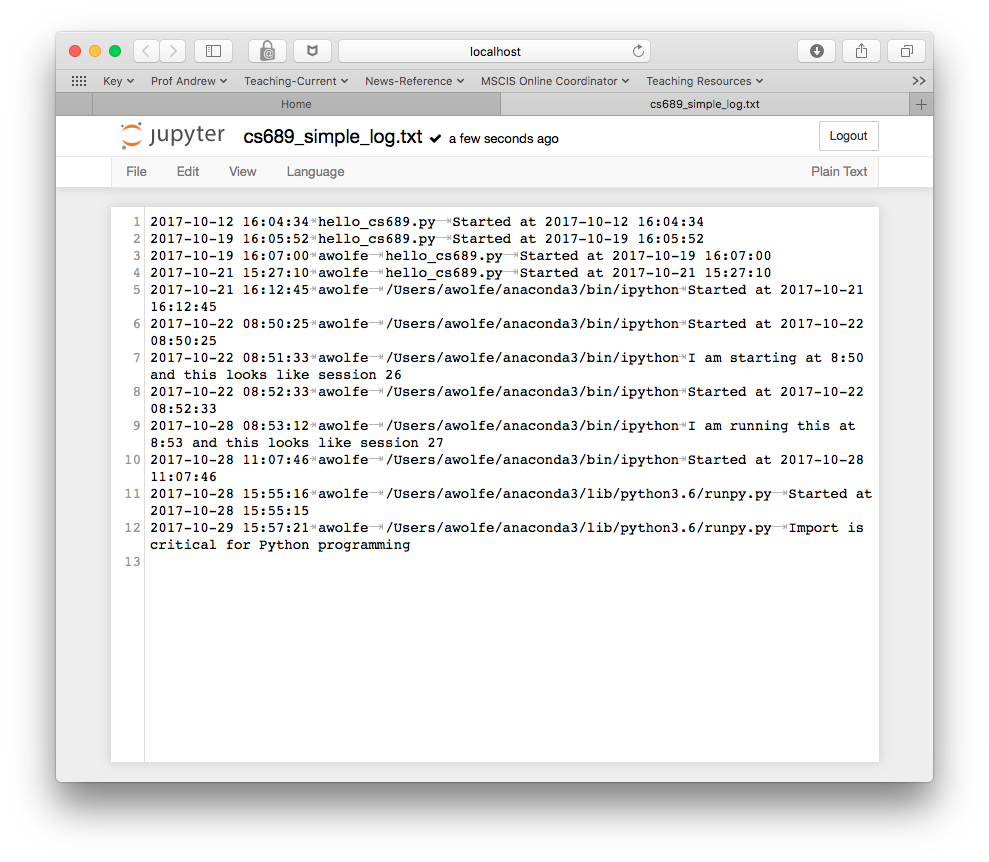 localhost
Key Prof Andrew Teaching-Current News-Reference MSCIS Online Coordinator Teaching Resources
Home cs689_simple_log.txt
jupyter cs689_simple_log.txt a few seconds ago Logout
File Edit View Language Plain Text
1 2017-10-12 16:04:34 hello_cs689.py Started at 2017-10-12 16:04:34
2 2017-10-19 16:05:52 hello_cs689.py Started at 2017-10-19 16:05:52
3 2017-10-19 16:07:00 awolfe hello_cs689.py Started at 2017-10-19 16:07:00
4 2017-10-21 15:27:10 awolfe hello_cs689.py Started at 2017-10-21 15:27:10
5 2017-10-21 16:12:45 awolfe /Users/awolfe/anaconda3/bin/ipython Started at 2017-10-21
16:12:45
6 2017-10-22 08:50:25 awolfe /Users/awolfe/anaconda3/bin/ipython Started at 2017-10-22
08:50:25
7 2017-10-22 08:51:33 awolfe /Users/awolfe/anaconda3/bin/ipython I am starting at 8:50
and this looks like session 26
8 2017-10-22 08:52:33 awolfe /Users/awolfe/anaconda3/bin/ipython Started at 2017-10-22
08:52:33
9 2017-10-28 08:53:12 awolfe /Users/awolfe/anaconda3/bin/ipython I am running this at
8:53 and this looks like session 27
10 2017-10-28 11:07:46 awolfe /Users/awolfe/anaconda3/bin/ipython Started at 2017-10-28
11:07:46
11 2017-10-28 15:55:16 awolfe /Users/awolfe/anaconda3/lib/python3.6/runpy.py Started at
2017-10-28 15:55:15
12 2017-10-29 15:57:21 awolfe /Users/awolfe/anaconda3/lib/python3.6/runpy.py Import is
critical for Python programming
13